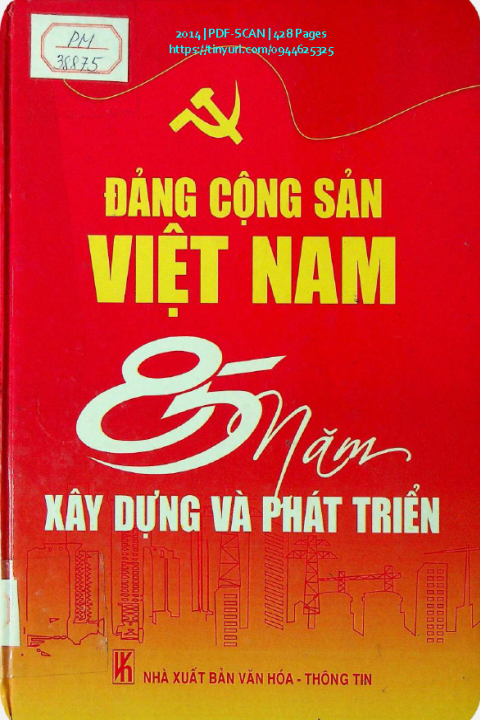 2014 | PDF-SCAN | 428 Pages
https://tinyurl.com/0944625325
PM
38875
ĐẢNG CỘNG SẢN
VIỆT NAM
85 năm
XÂY DỰNG VÀ PHÁT TRIỂN
NHÀ XUẤT BẢN VĂN HÓA - THÔNG TIN